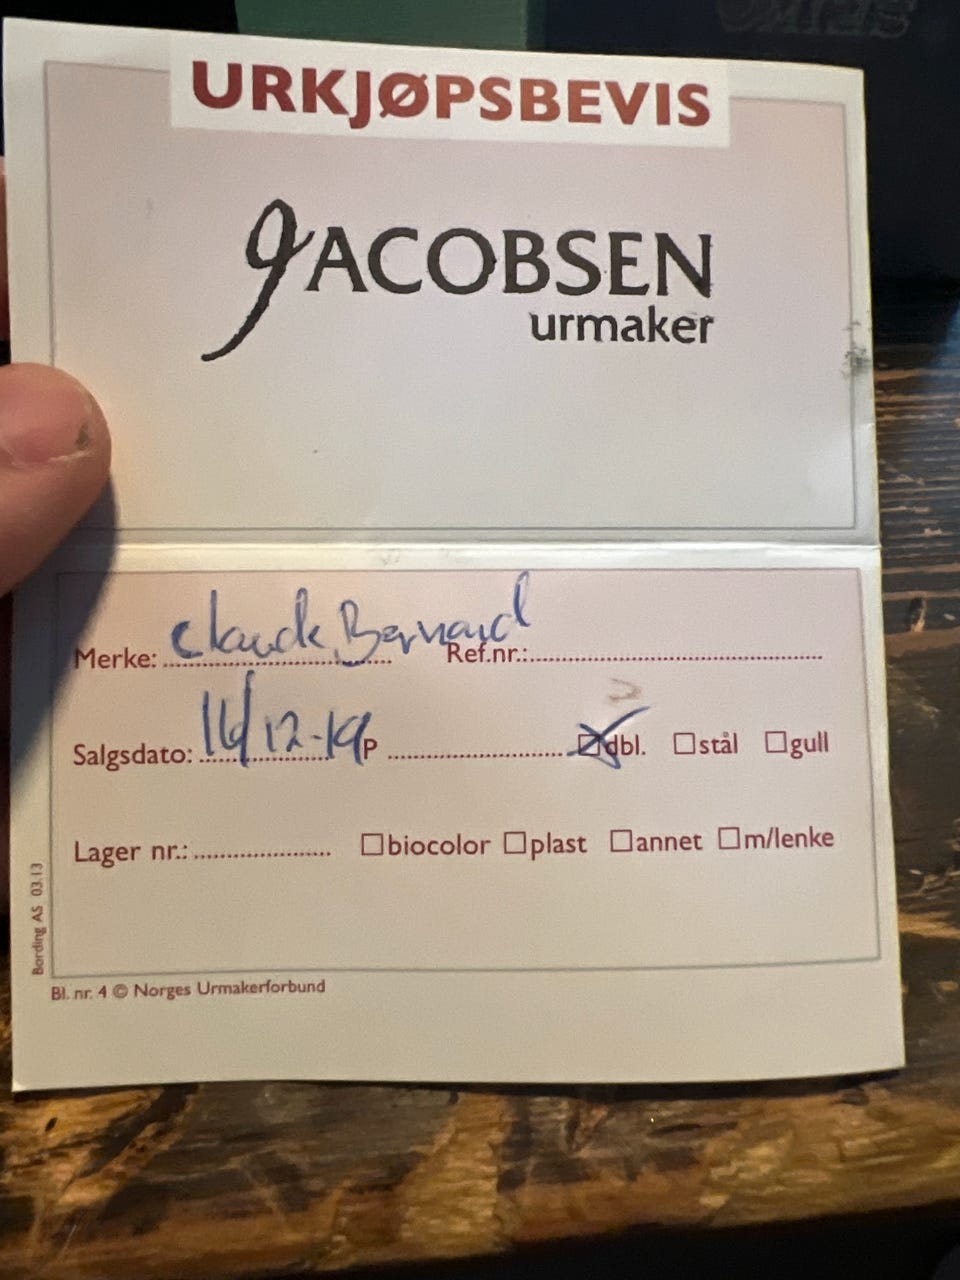 URKJØPSBEVIS
JACOBSEN
urmaker
Merke: Claude Bernard Ref.nr.:
Salgsdato: 16/12-19 P ☒ dbl. ☐ stål ☐ gull
Lager nr.: ☐ biocolor ☐ plast ☐ annet ☐ m/lenke
Bording AS 03.13
Bl. nr. 4 © Norges Urmakerforbund